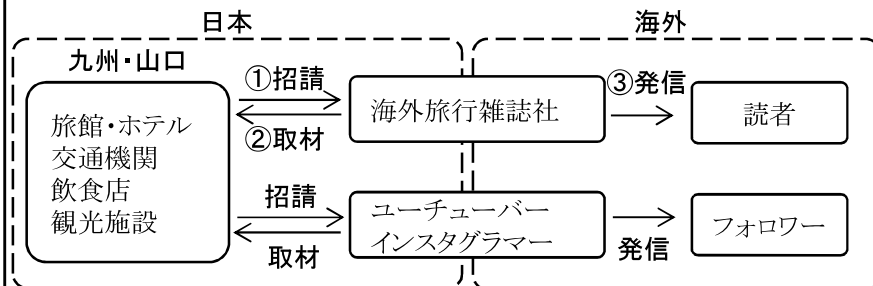 日本
海外
九州・山口
旅館・ホテル
交通機関
飲食店
観光施設
①招請
②取材
海外旅行雑誌社
③発信
読者
招請
取材
ユーチューバー
インスタグラマー
発信
フォロワー